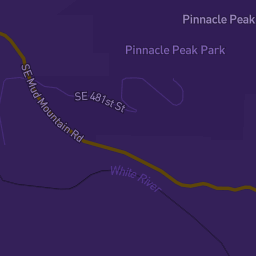 Pinnacle Peak
Pinnacle Peak Park
SE 481st St
SE Mud Mountain Rd
White River